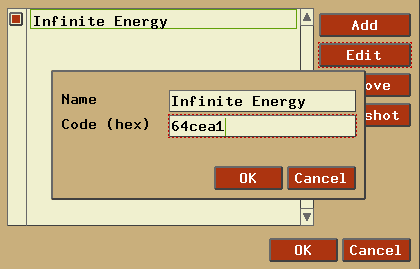 Infinite Energy
Add
Edit
ove
shot
Name
Infinite Energy
Code (hex)
64cea1
OK
Cancel
OK
Cancel